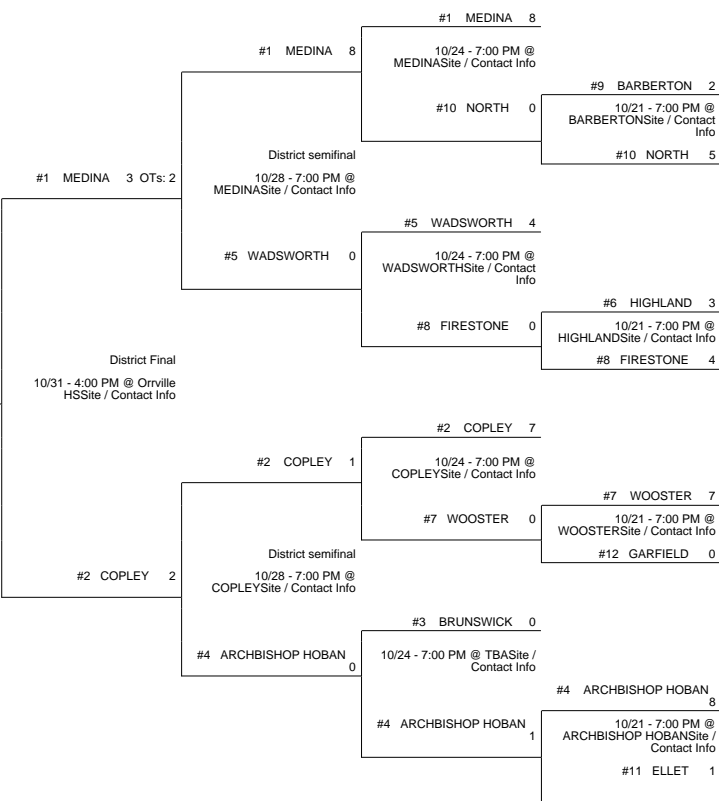 #1 MEDINA 8
#1 MEDINA 8
10/24 - 7:00 PM @
MEDINASite / Contact Info
#9 BARBERTON 2
#10 NORTH 0
10/21 - 7:00 PM @
BARBERTONSite / Contact
Info
District semifinal
#10 NORTH 5
#1 MEDINA 3 OTs: 2
10/28 - 7:00 PM @
MEDINASite / Contact Info
#5 WADSWORTH 4
#5 WADSWORTH 0
10/24 - 7:00 PM @
WADSWORTHSite / Contact
Info
#6 HIGHLAND 3
#8 FIRESTONE 0
10/21 - 7:00 PM @
HIGHLANDSite / Contact Info
District Final
#8 FIRESTONE 4
10/31 - 4:00 PM @ Orrville
HSSite / Contact Info
#2 COPLEY 7
#2 COPLEY 1
10/24 - 7:00 PM @
COPLEYSite / Contact Info
#7 WOOSTER 7
#7 WOOSTER 0
10/21 - 7:00 PM @
WOOSTERSite / Contact Info
District semifinal
#12 GARFIELD 0
#2 COPLEY 2
10/28 - 7:00 PM @
COPLEYSite / Contact Info
#3 BRUNSWICK 0
#4 ARCHBISHOP HOBAN
0
10/24 - 7:00 PM @ TBASite /
Contact Info
#4 ARCHBISHOP HOBAN
8
#4 ARCHBISHOP HOBAN
1
10/21 - 7:00 PM @
ARCHBISHOP HOBANSite /
Contact Info
#11 ELLET 1